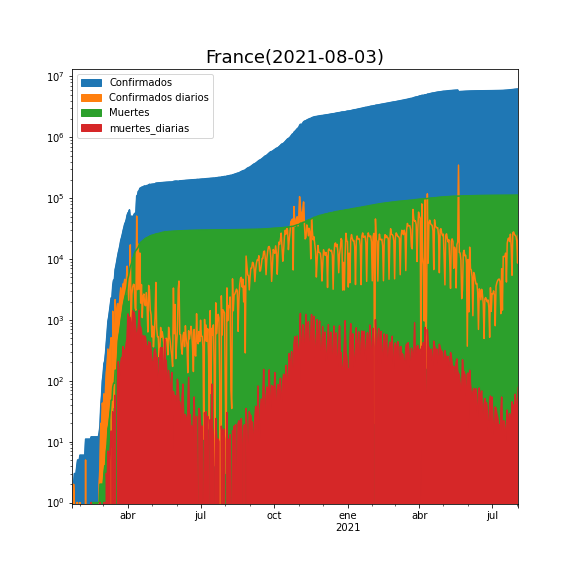 France(2021-08-03)
Confirmados
Confirmados diarios
Muertes
muertes_diarias
10⁷
10⁶
10⁵
10⁴
10³
10²
10¹
10⁰
abr jul oct ene abr jul
2021